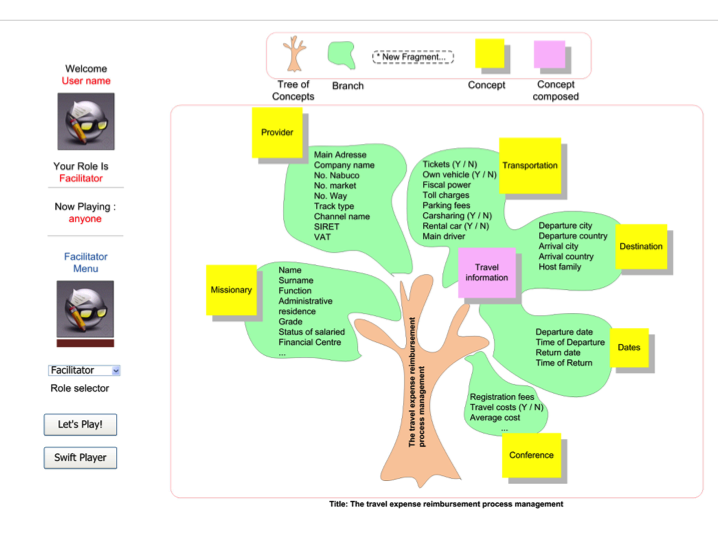 Welcome
User name
Your Role Is
Facilitator
Now Playing :
anyone
Facilitator
Menu
Facilitator
Role selector
Let's Play!
Swift Player
* New Fragment...
Tree of
Concepts
Branch
Concept
Concept
composed
Provider
Main Adresse
Company name
No. Nabuco
No. market
No. Way
Track type
Channel name
SIRET
VAT
Tickets (Y / N)
Own vehicle (Y / N)
Fiscal power
Toll charges
Parking fees
Carsharing (Y / N)
Rental car (Y / N)
Main driver
Transportation
Departure city
Departure country
Arrival city
Arrival country
Host family
Destination
Travel
information
Missionary
Name
Surname
Function
Administrative
residence
Grade
Status of salaried
Financial Centre
...
Departure date
Time of Departure
Return date
Time of Return
Dates
The travel expense reimbursement
process management
Registration fees
Travel costs (Y / N)
Average cost
...
Conference
Title: The travel expense reimbursement process management